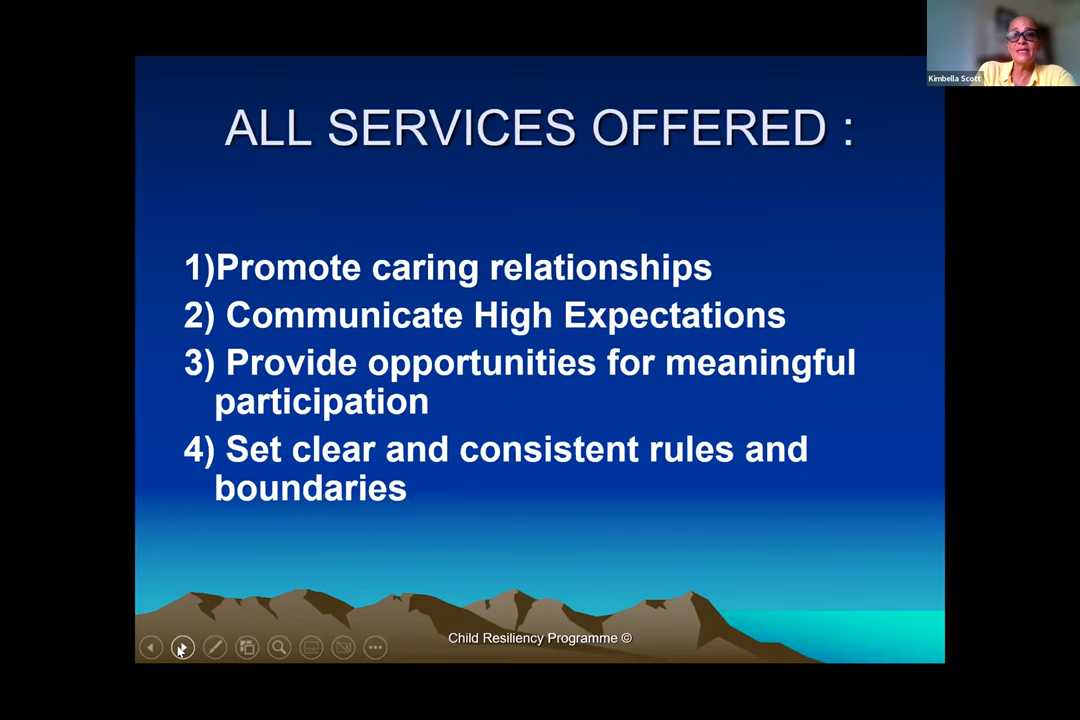 Kimbella Scott
ALL SERVICES OFFERED :
1)Promote caring relationships
2) Communicate High Expectations
3) Provide opportunities for meaningful
participation
4) Set clear and consistent rules and
boundaries
Child Resiliency Programme ©